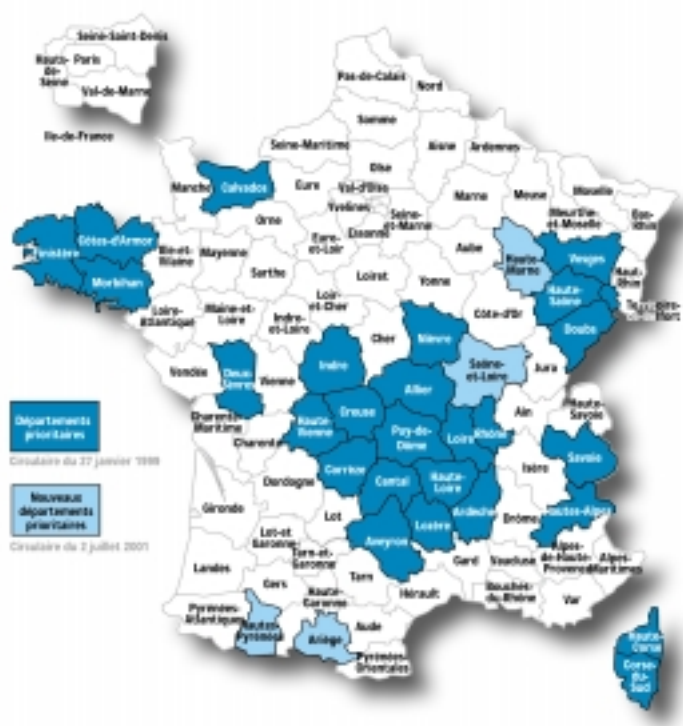 Seine-Saint-Denis
Hauts-
de-
Seine
Paris
Val-de-Marne
Ile-de-France
Pas-de-Calais
Nord
Somme
Seine-Maritime
Aisne
Ardennes
Oise
Manche
Calvados
Eure
Val-d'Oise
Yvelines
Essonne
Seine-
et-Marne
Marne
Meuse
Moselle
Meurthe-
et-Moselle
Bas-
Rhin
Orne
Finistère
Côtes-d'Armor
Morbihan
Ille-et-
Vilaine
Mayenne
Sarthe
Eure-
et-Loir
Aube
Haute-
Marne
Vosges
Haut-
Rhin
Haute-
Saône
Loiret
Yonne
Loir-
et-Cher
Loire-
Atlantique
Maine-et-
Loire
Indre-
et-Loire
Cher
Nièvre
Côte-d'Or
Doubs
Jura
Saône-
et-Loire
Vendée
Deux-
Sèvres
Vienne
Indre
Allier
Charente-
Maritime
Charente
Haute-
Vienne
Creuse
Puy-de-
Dôme
Loire
Rhône
Ain
Haute-
Savoie
Savoie
Isère
Corrèze
Cantal
Haute-
Loire
Ardèche
Drôme
Hautes-Alpes
Dordogne
Gironde
Lot
Aveyron
Lozère
Lot-et
Garonne
Tarn-et-
Garonne
Landes
Gers
Tarn
Gard
Vaucluse
Alpes-
de-Haute-
Provence
Alpes-
Maritimes
Haute-
Garonne
Hérault
Bouches-
du-Rhône
Var
Pyrénées-
Atlantiques
Hautes-
Pyrénées
Ariège
Aude
Pyrénées-
Orientales
Haute-
Corse
Corse-
du-
Sud
Départements
prioritaires
Circulaire du 27 janvier 1999
Nouveaux
départements
prioritaires
Circulaire du 2 juillet 2001